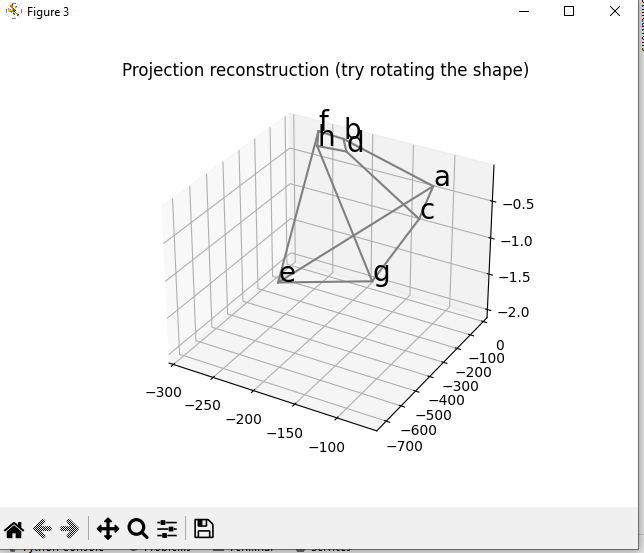 Figure 3
Projection reconstruction (try rotating the shape)
f
b
h
d
a
c
e
g
−0.5
−1.0
−1.5
−2.0
0
−100
−200
−300
−400
−500
−600
−700
−300
−250
−200
−150
−100